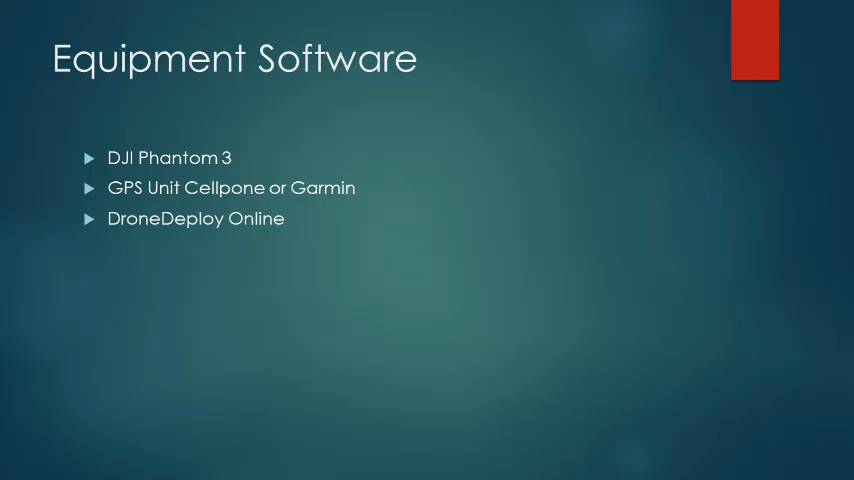 Equipment Software
DJI Phantom 3
GPS Unit Cellpone or Garmin
DroneDeploy Online